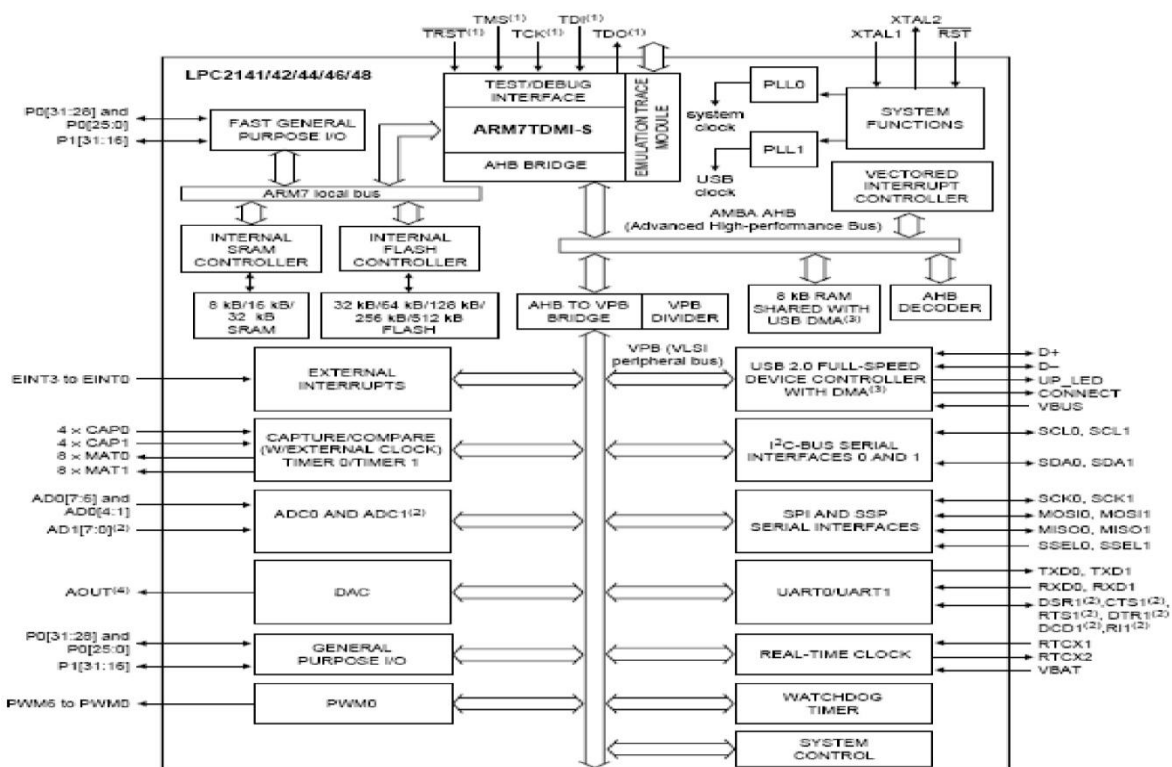 TMS(1)
TDI(1)
XTAL2
TRST(1)
TCK(1)
TDO(1)
XTAL1
RST
LPC2141/42/44/46/48
P0[31:28] and
P0[25:0]
P1[31:16]
FAST GENERAL
PURPOSE I/O
TEST/DEBUG
INTERFACE
ARM7TDMI-S
AHB BRIDGE
EMULATION TRACE
MODULE
PLL0
system
clock
PLL1
USB
clock
SYSTEM
FUNCTIONS
VECTORED
INTERRUPT
CONTROLLER
ARM7 local bus
AMBA AHB
(Advanced High-performance Bus)
INTERNAL
SRAM
CONTROLLER
INTERNAL
FLASH
CONTROLLER
8 kB/16 kB/
32 kB
SRAM
32 kB/64 kB/128 kB/
256 kB/512 kB
FLASH
AHB TO VPB
BRIDGE
VPB
DIVIDER
8 kB RAM
SHARED WITH
USB DMA(3)
AHB
DECODER
VPB (VLSI
peripheral bus)
EINT3 to EINT0
EXTERNAL
INTERRUPTS
USB 2.0 FULL-SPEED
DEVICE CONTROLLER
WITH DMA(3)
D+
D−
UP_LED
CONNECT
VBUS
4 × CAP0
4 × CAP1
8 × MAT0
8 × MAT1
CAPTURE/COMPARE
(W/EXTERNAL CLOCK)
TIMER 0/TIMER 1
I2C-BUS SERIAL
INTERFACES 0 AND 1
SCL0, SCL1
SDA0, SDA1
AD0[7:6] and
AD0[4:1]
AD1[7:0](2)
ADC0 AND ADC1(2)
SPI AND SSP
SERIAL INTERFACES
SCK0, SCK1
MOSI0, MOSI1
MISO0, MISO1
SSEL0, SSEL1
AOUT(4)
DAC
UART0/UART1
TXD0, TXD1
RXD0, RXD1
DSR1(2),CTS1(2),
RTS1(2), DTR1(2)
DCD1(2),RI1(2)
P0[31:28] and
P0[25:0]
P1[31:16]
GENERAL
PURPOSE I/O
REAL-TIME CLOCK
RTCX1
RTCX2
VBAT
PWM6 to PWM0
PWM0
WATCHDOG
TIMER
SYSTEM
CONTROL